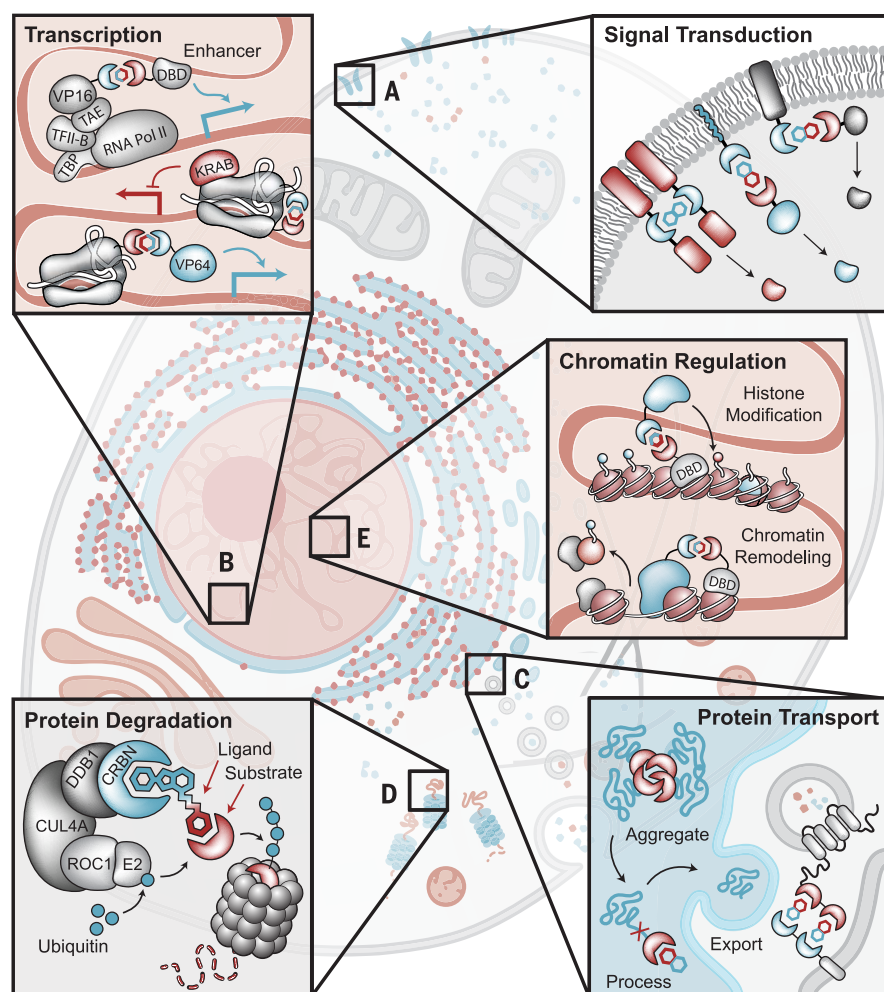 Transcription
Enhancer
DBD
VP16
TAE
TFII-B
RNA Pol II
TBP
KRAB
VP64
Signal Transduction
A
Chromatin Regulation
Histone
Modification
DBD
Chromatin
Remodeling
DBD
E
B
C
D
Protein Degradation
Ligand
Substrate
DDB1
CRBN
CUL4A
ROC1
E2
Ubiquitin
Protein Transport
Aggregate
Export
Process